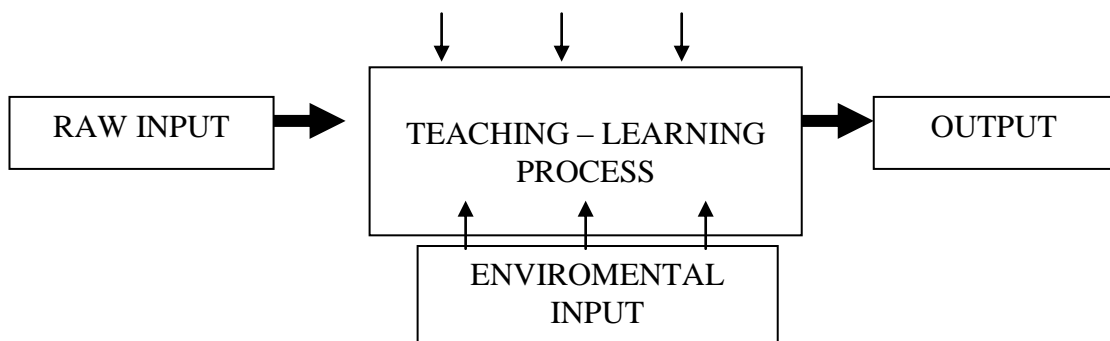 RAW INPUT
TEACHING – LEARNING
PROCESS
OUTPUT
ENVIROMENTAL
INPUT